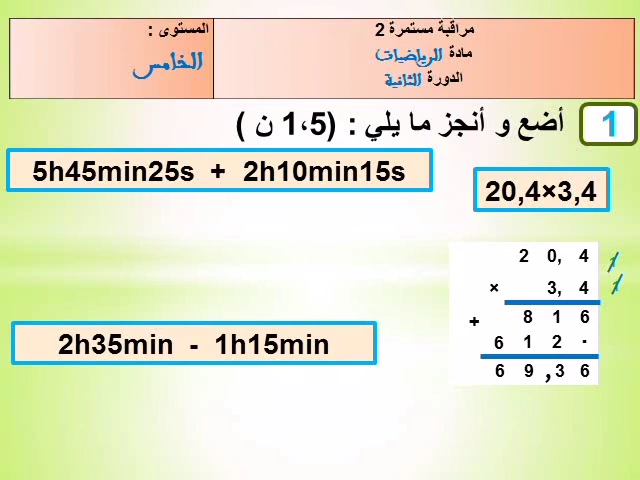 مراقبة مستمرة 2
مادة الرياضيات
الدورة الثانية
المستوى :
الخامس
1 أضع و أنجز ما يلي : (1،5 ن )
5h45min25s + 2h10min15s
20,4×3,4
2 0, 4 1
× 3, 4 1
+ 8 1 6
6 1 2 ·
6 9 , 3 6
2h35min - 1h15min